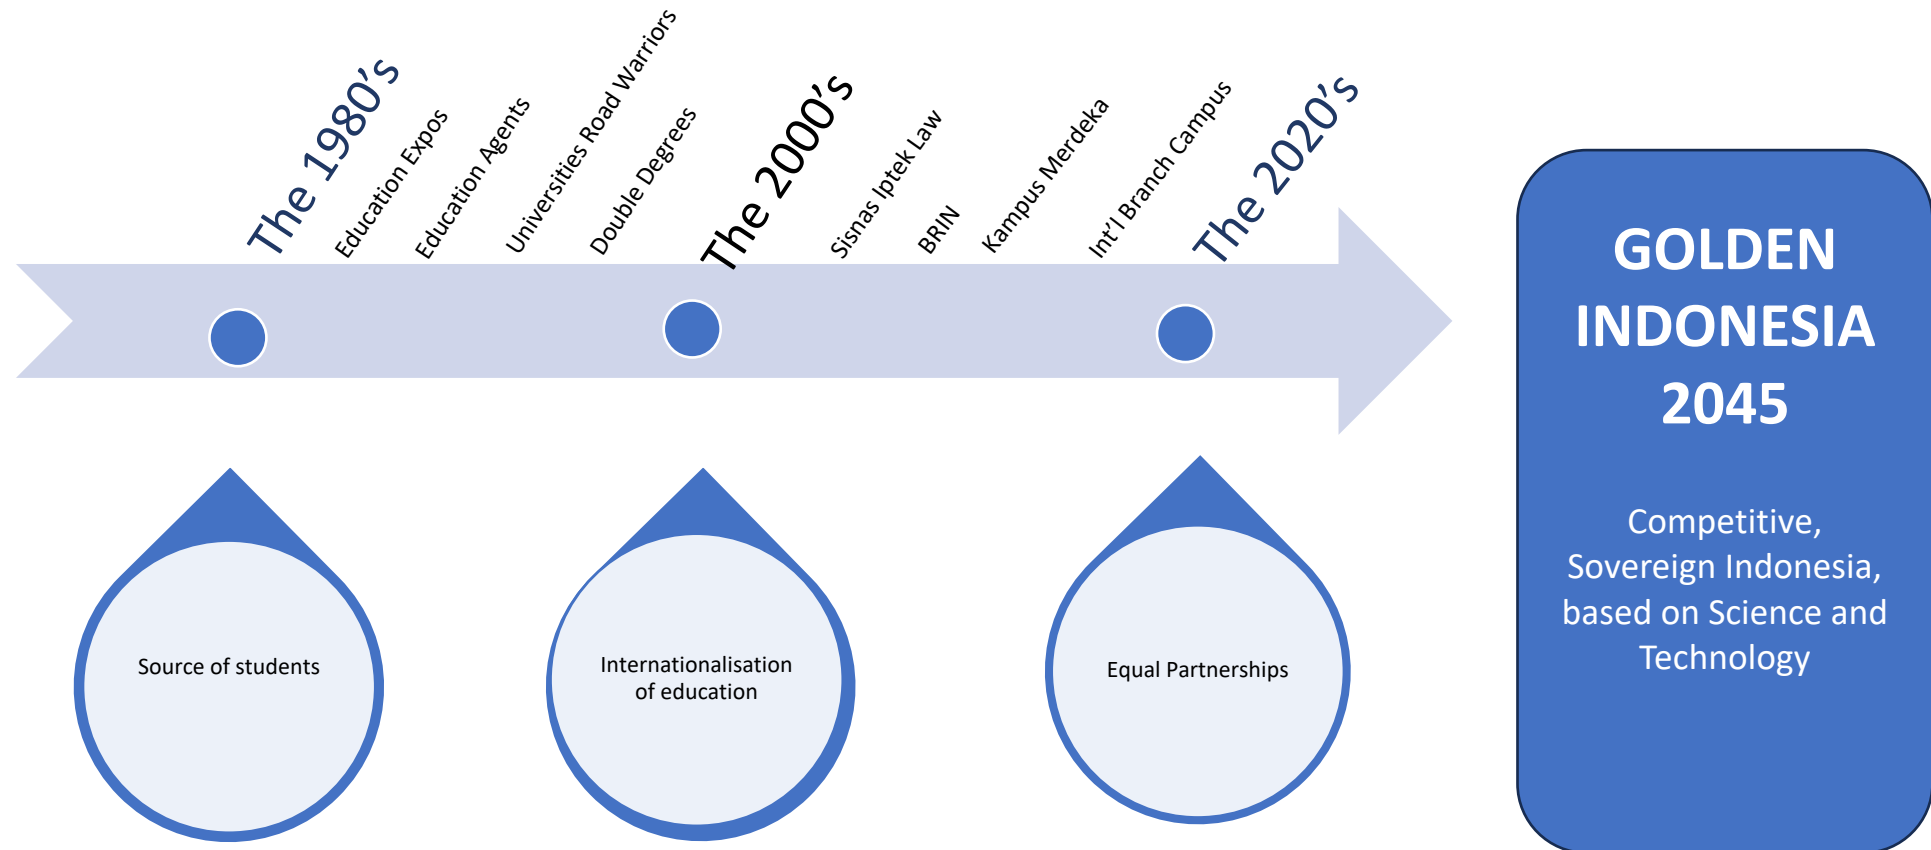 The 1980's
Education Expos
Education Agents
Universities Road Warriors
Double Degrees
The 2000's
Sisnas Iptek Law
BRIN
Kampus Merdeka
Int'l Branch Campus
The 2020's
Source of students
Internationalisation
of education
Equal Partnerships
GOLDEN
INDONESIA
2045
Competitive,
Sovereign Indonesia,
based on Science and
Technology